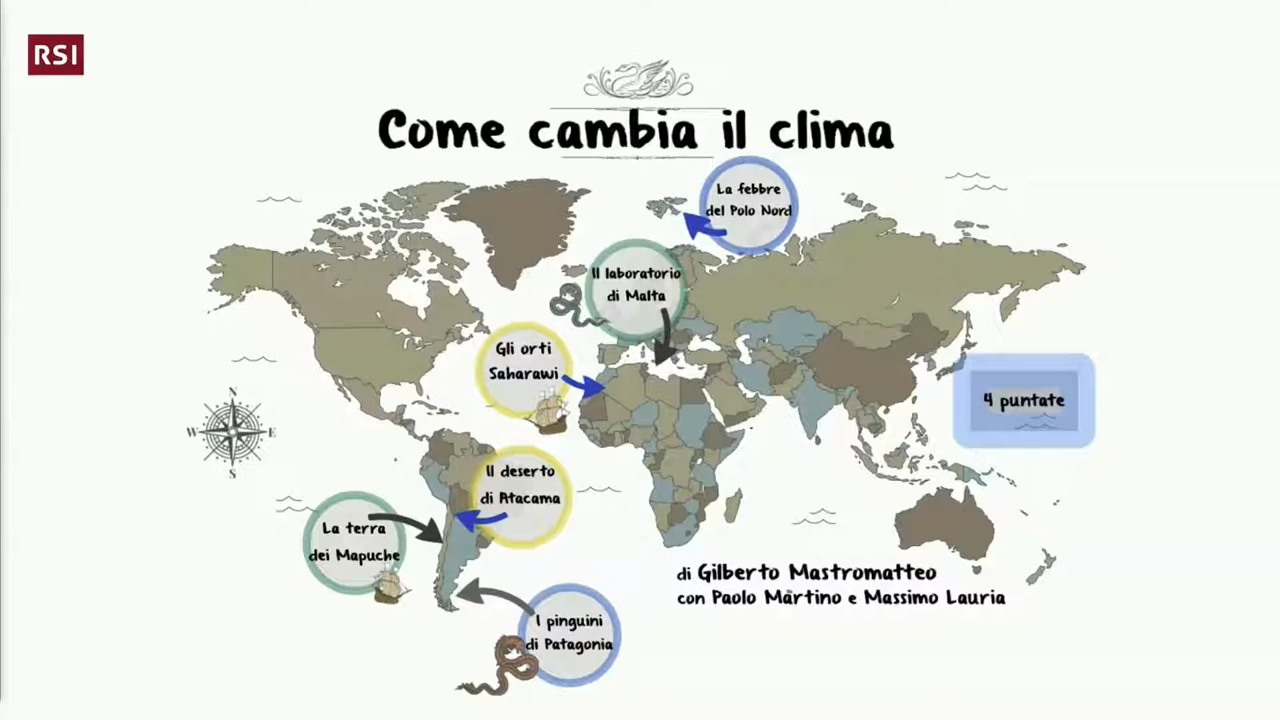 RSI
Come cambia il clima
La febbre
del Polo Nord
Il laboratorio
di Malta
Gli orti
Saharawi
4 puntate
N
W E
S
Il deserto
di Atacama
La terra
dei Mapuche
di Gilberto Mastromatteo
con Paolo Martino e Massimo Lauria
I pinguini
di Patagonia